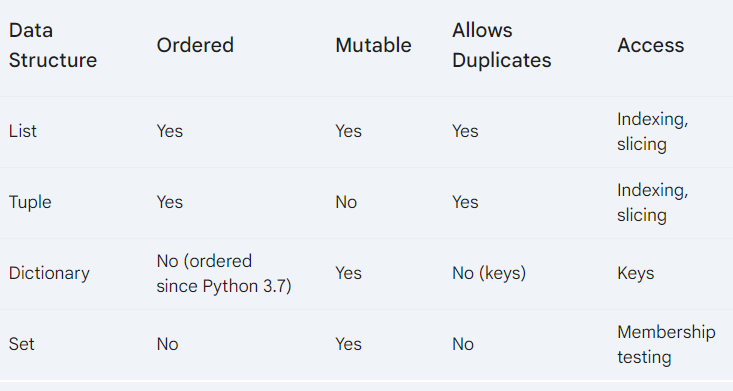 Data Structure Ordered Mutable Allows Duplicates Access
List Yes Yes Yes Indexing, slicing
Tuple Yes No Yes Indexing, slicing
Dictionary No (ordered since Python 3.7) Yes No (keys) Keys
Set No Yes No Membership testing